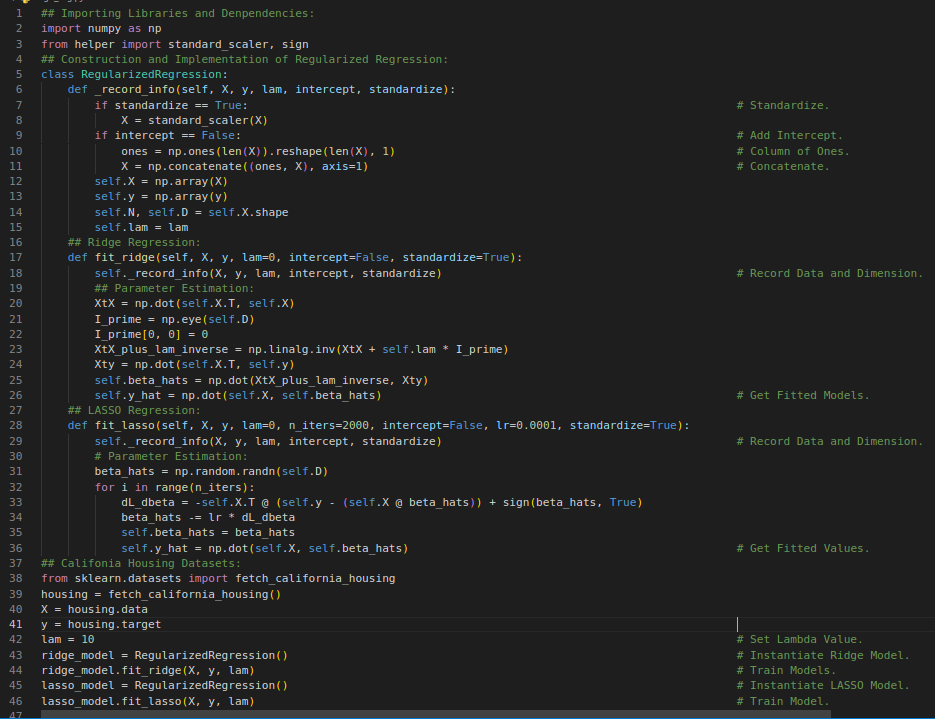 1 ## Importing Libraries and Denpendencies:
2 import numpy as np
3 from helper import standard_scaler, sign
4 ## Construction and Implementation of Regularized Regression:
5 class RegularizedRegression:
6     def _record_info(self, X, y, lam, intercept, standardize):
7         if standardize == True: # Standardize.
8             X = standard_scaler(X)
9         if intercept == False: # Add Intercept.
10             ones = np.ones(len(X)).reshape(len(X), 1) # Column of Ones.
11             X = np.concatenate((ones, X), axis=1) # Concatenate.
12         self.X = np.array(X)
13         self.y = np.array(y)
14         self.N, self.D = self.X.shape
15         self.lam = lam
16     ## Ridge Regression:
17     def fit_ridge(self, X, y, lam=0, intercept=False, standardize=True):
18         self._record_info(X, y, lam, intercept, standardize) # Record Data and Dimension.
19         ## Parameter Estimation:
20         XtX = np.dot(self.X.T, self.X)
21         I_prime = np.eye(self.D)
22         I_prime[0, 0] = 0
23         XtX_plus_lam_inverse = np.linalg.inv(XtX + self.lam * I_prime)
24         Xty = np.dot(self.X.T, self.y)
25         self.beta_hats = np.dot(XtX_plus_lam_inverse, Xty)
26         self.y_hat = np.dot(self.X, self.beta_hats) # Get Fitted Models.
27     ## LASSO Regression:
28     def fit_lasso(self, X, y, lam=0, n_iters=2000, intercept=False, lr=0.0001, standardize=True):
29         self._record_info(X, y, lam, intercept, standardize) # Record Data and Dimension.
30         # Parameter Estimation:
31         beta_hats = np.random.randn(self.D)
32         for i in range(n_iters):
33             dL_dbeta = -self.X.T @ (self.y - (self.X @ beta_hats)) + sign(beta_hats, True)
34             beta_hats -= lr * dL_dbeta
35             self.beta_hats = beta_hats
36             self.y_hat = np.dot(self.X, self.beta_hats) # Get Fitted Values.
37 ## Califonia Housing Datasets:
38 from sklearn.datasets import fetch_california_housing
39 housing = fetch_california_housing()
40 X = housing.data
41 y = housing.target
42 lam = 10 # Set Lambda Value.
43 ridge_model = RegularizedRegression() # Instantiate Ridge Model.
44 ridge_model.fit_ridge(X, y, lam) # Train Models.
45 lasso_model = RegularizedRegression() # Instantiate LASSO Model.
46 lasso_model.fit_lasso(X, y, lam) # Train Model.
47